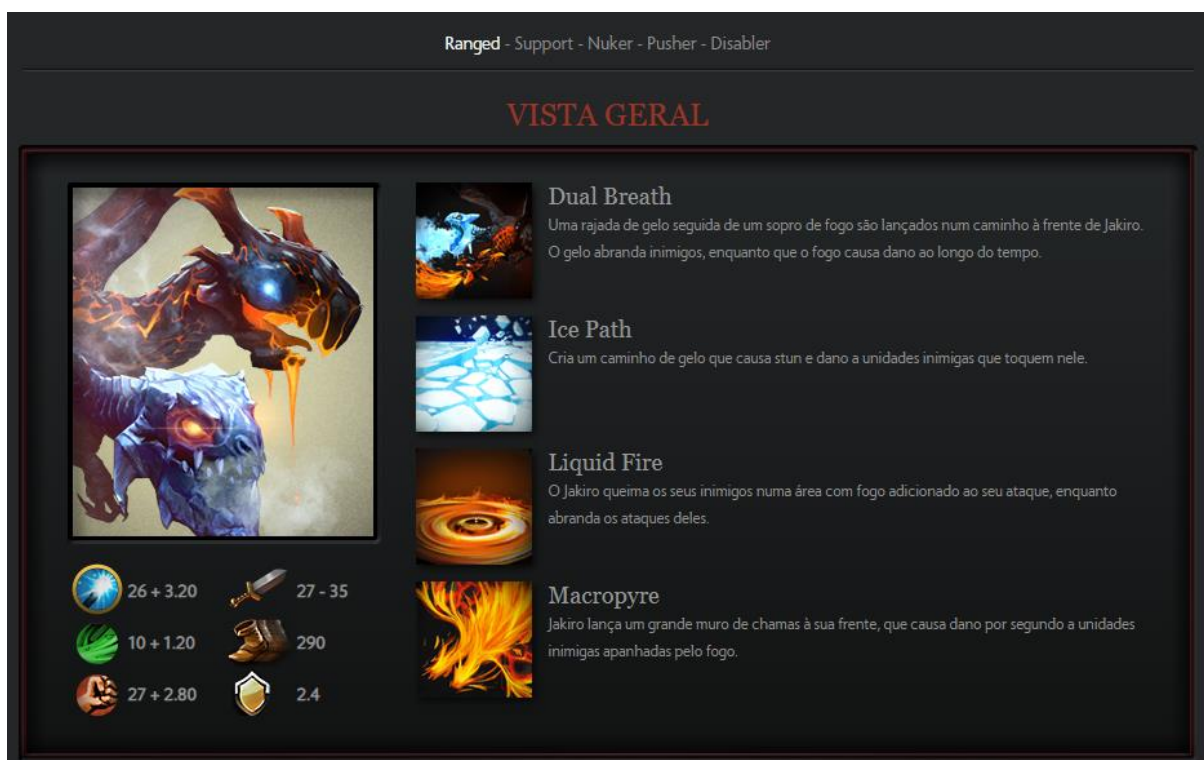 Ranged - Support - Nuker - Pusher - Disabler
VISTA GERAL
Dual Breath
Uma rajada de gelo seguida de um sopro de fogo são lançados num caminho à frente de Jakiro.
O gelo abranda inimigos, enquanto que o fogo causa dano ao longo do tempo.
Ice Path
Cria um caminho de gelo que causa stun e dano a unidades inimigas que toquem nele.
Liquid Fire
O Jakiro queima os seus inimigos numa área com fogo adicionado ao seu ataque, enquanto
abranda os ataques deles.
Macropyre
Jakiro lança um grande muro de chamas à sua frente, que causa dano por segundo a unidades
inimigas apanhadas pelo fogo.
26 + 3.20 27 - 35
10 + 1.20 290
27 + 2.80 2.4